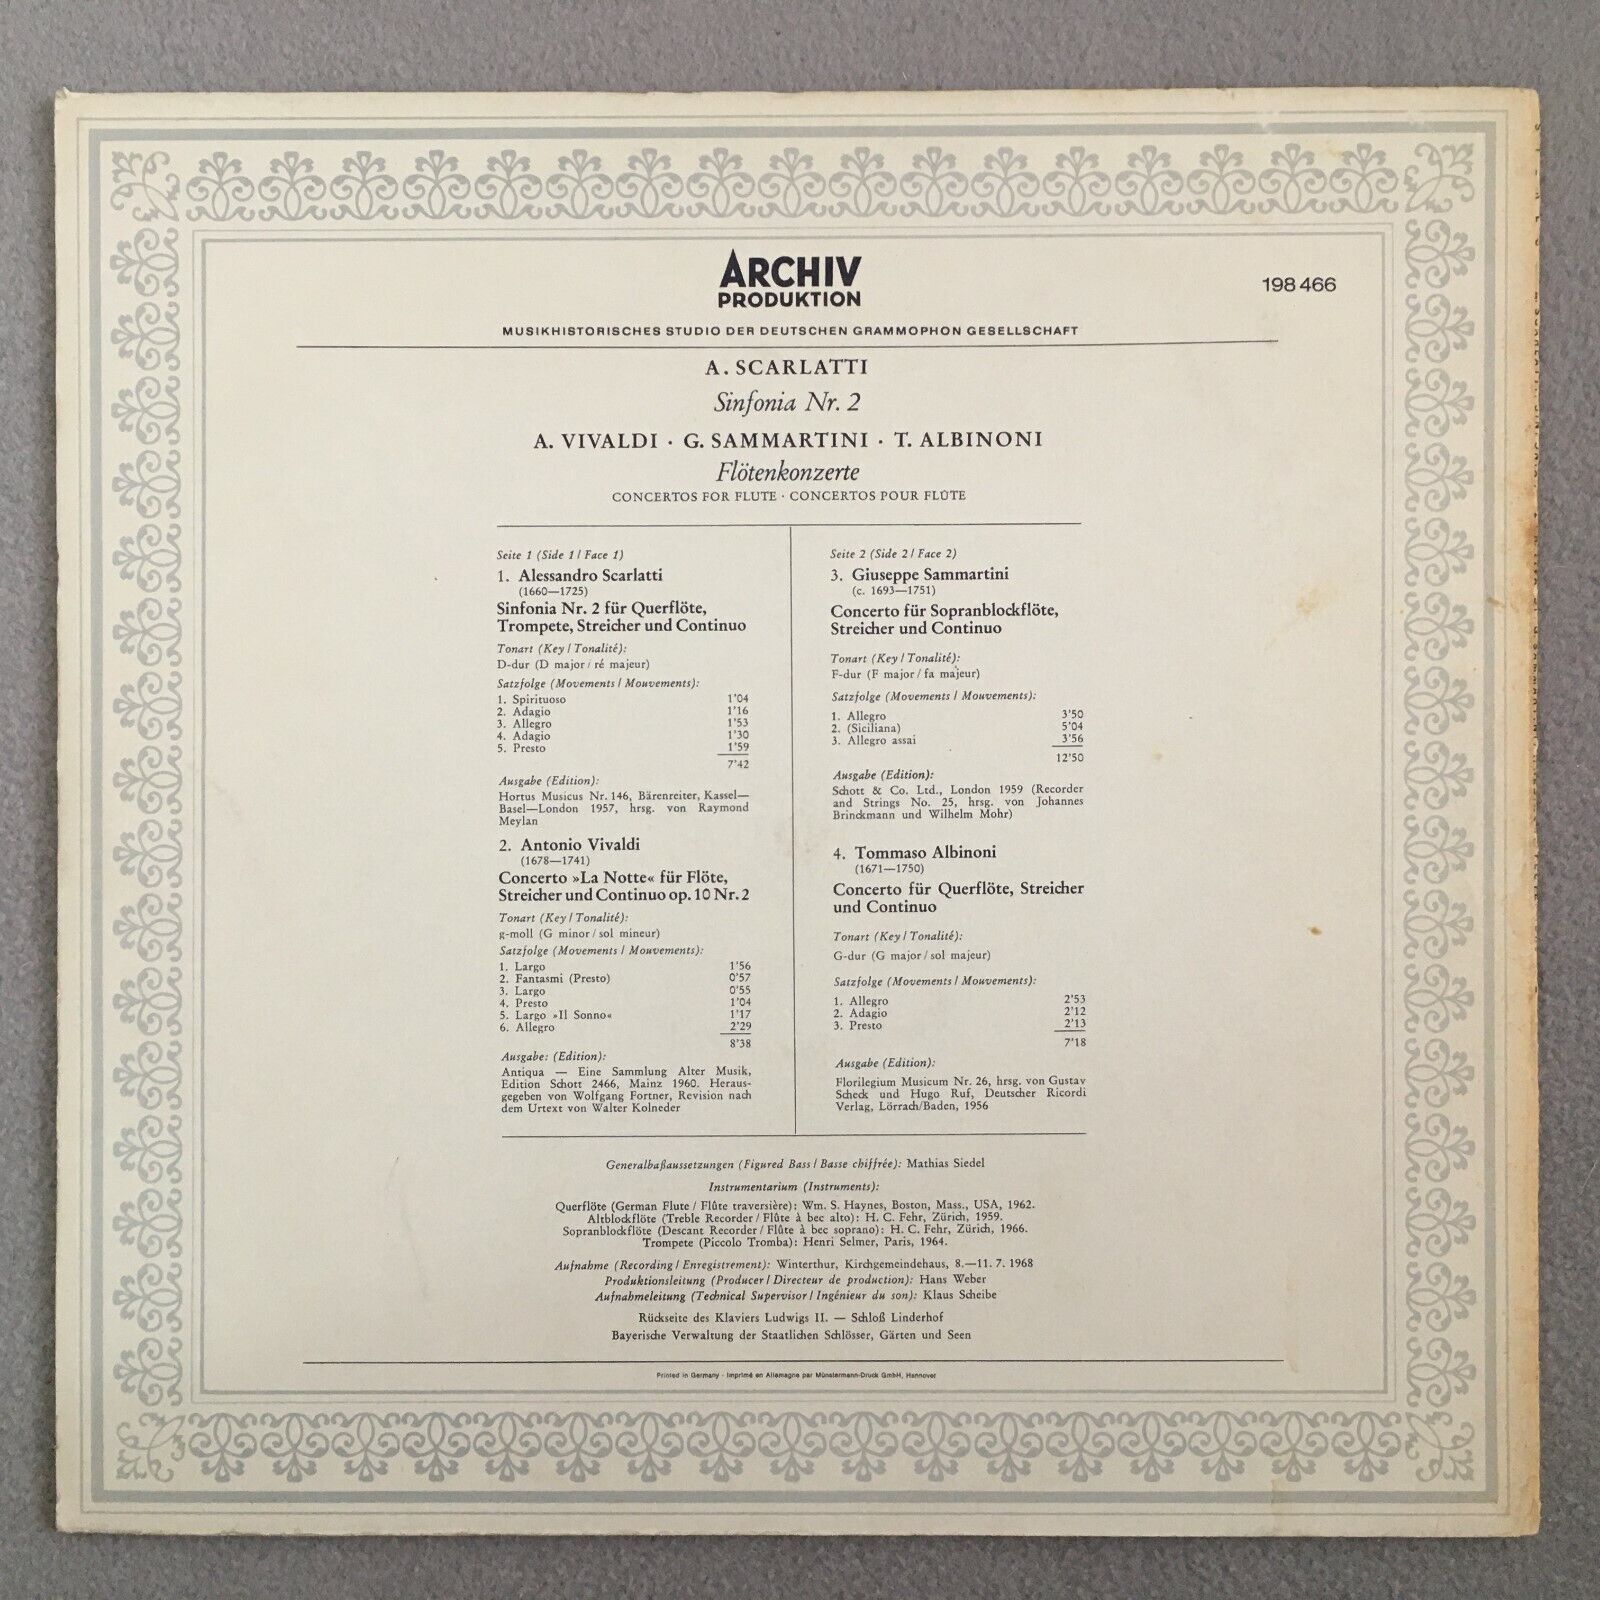 ARCHIV
PRODUKTION
198 466
MUSIKHISTORISCHES STUDIO DER DEUTSCHEN GRAMMOPHON GESELLSCHAFT
A. SCARLATTI
Sinfonia Nr. 2
A. VIVALDI · G. SAMMARTINI · T. ALBINONI
Flötenkonzerte
CONCERTOS FOR FLUTE · CONCERTOS POUR FLÛTE
Seite 1 (Side 1 / Face 1)
1. Alessandro Scarlatti
(1660—1725)
Sinfonia Nr. 2 für Querflöte,
Trompete, Streicher und Continuo
Tonart (Key / Tonalité):
D-dur (D major / ré majeur)
Satzfolge (Movements / Mouvements):
1. Spirituoso 1'04
2. Adagio 1'16
3. Allegro 1'53
4. Adagio 1'30
5. Presto 1'59
7'42
Ausgabe (Edition):
Hortus Musicus Nr. 146, Bärenreiter, Kassel—
Basel—London 1957, hrsg. von Raymond
Meylan
2. Antonio Vivaldi
(1678—1741)
Concerto »La Notte« für Flöte,
Streicher und Continuo op. 10 Nr. 2
Tonart (Key / Tonalité):
g-moll (G minor / sol mineur)
Satzfolge (Movements / Mouvements):
1. Largo 1'56
2. Fantasmi (Presto) 0'57
3. Largo 0'55
4. Presto 1'04
5. Largo »Il Sonno« 1'17
6. Allegro 2'29
8'38
Ausgabe: (Edition):
Antiqua — Eine Sammlung Alter Musik,
Edition Schott 2466, Mainz 1960. Heraus-
gegeben von Wolfgang Fortner, Revision nach
dem Urtext von Walter Kolneder
Seite 2 (Side 2 / Face 2)
3. Giuseppe Sammartini
(c. 1693—1751)
Concerto für Sopranblockflöte,
Streicher und Continuo
Tonart (Key / Tonalité):
F-dur (F major / fa majeur)
Satzfolge (Movements / Mouvements):
1. Allegro 3'50
2. (Siciliana) 5'04
3. Allegro assai 3'56
12'50
Ausgabe (Edition):
Schott & Co. Ltd., London 1959 (Recorder
and Strings No. 25, hrsg. von Johannes
Brinckmann und Wilhelm Mohr)
4. Tommaso Albinoni
(1671—1750)
Concerto für Querflöte, Streicher
und Continuo
Tonart (Key / Tonalité):
G-dur (G major / sol majeur)
Satzfolge (Movements / Mouvements):
1. Allegro 2'53
2. Adagio 2'12
3. Presto 2'13
7'18
Ausgabe (Edition):
Florilegium Musicum Nr. 26, hrsg. von Gustav
Scheck und Hugo Ruf, Deutscher Ricordi
Verlag, Lörrach/Baden, 1956
Generalbaßaussetzungen (Figured Bass / Basse chiffrée): Mathias Siedel
Instrumentarium (Instruments):
Querflöte (German Flute / Flûte traversière): Wm. S. Haynes, Boston, Mass., USA, 1962.
Altblockflöte (Treble Recorder / Flûte à bec alto): H. C. Fehr, Zürich, 1959.
Sopranblockflöte (Descant Recorder / Flûte à bec soprano): H. C. Fehr, Zürich, 1966.
Trompete (Piccolo Tromba): Henri Selmer, Paris, 1964.
Aufnahme (Recording / Enregistrement): Winterthur, Kirchgemeindehaus, 8.—11. 7. 1968
Produktionsleitung (Producer / Directeur de production): Hans Weber
Aufnahmeleitung (Technical Supervisor / Ingénieur du son): Klaus Scheibe
Rückseite des Klaviers Ludwigs II. — Schloß Linderhof
Bayerische Verwaltung der Staatlichen Schlösser, Gärten und Seen
Printed in Germany · Imprimé en Allemagne par Münstermann-Druck GmbH, Hannover